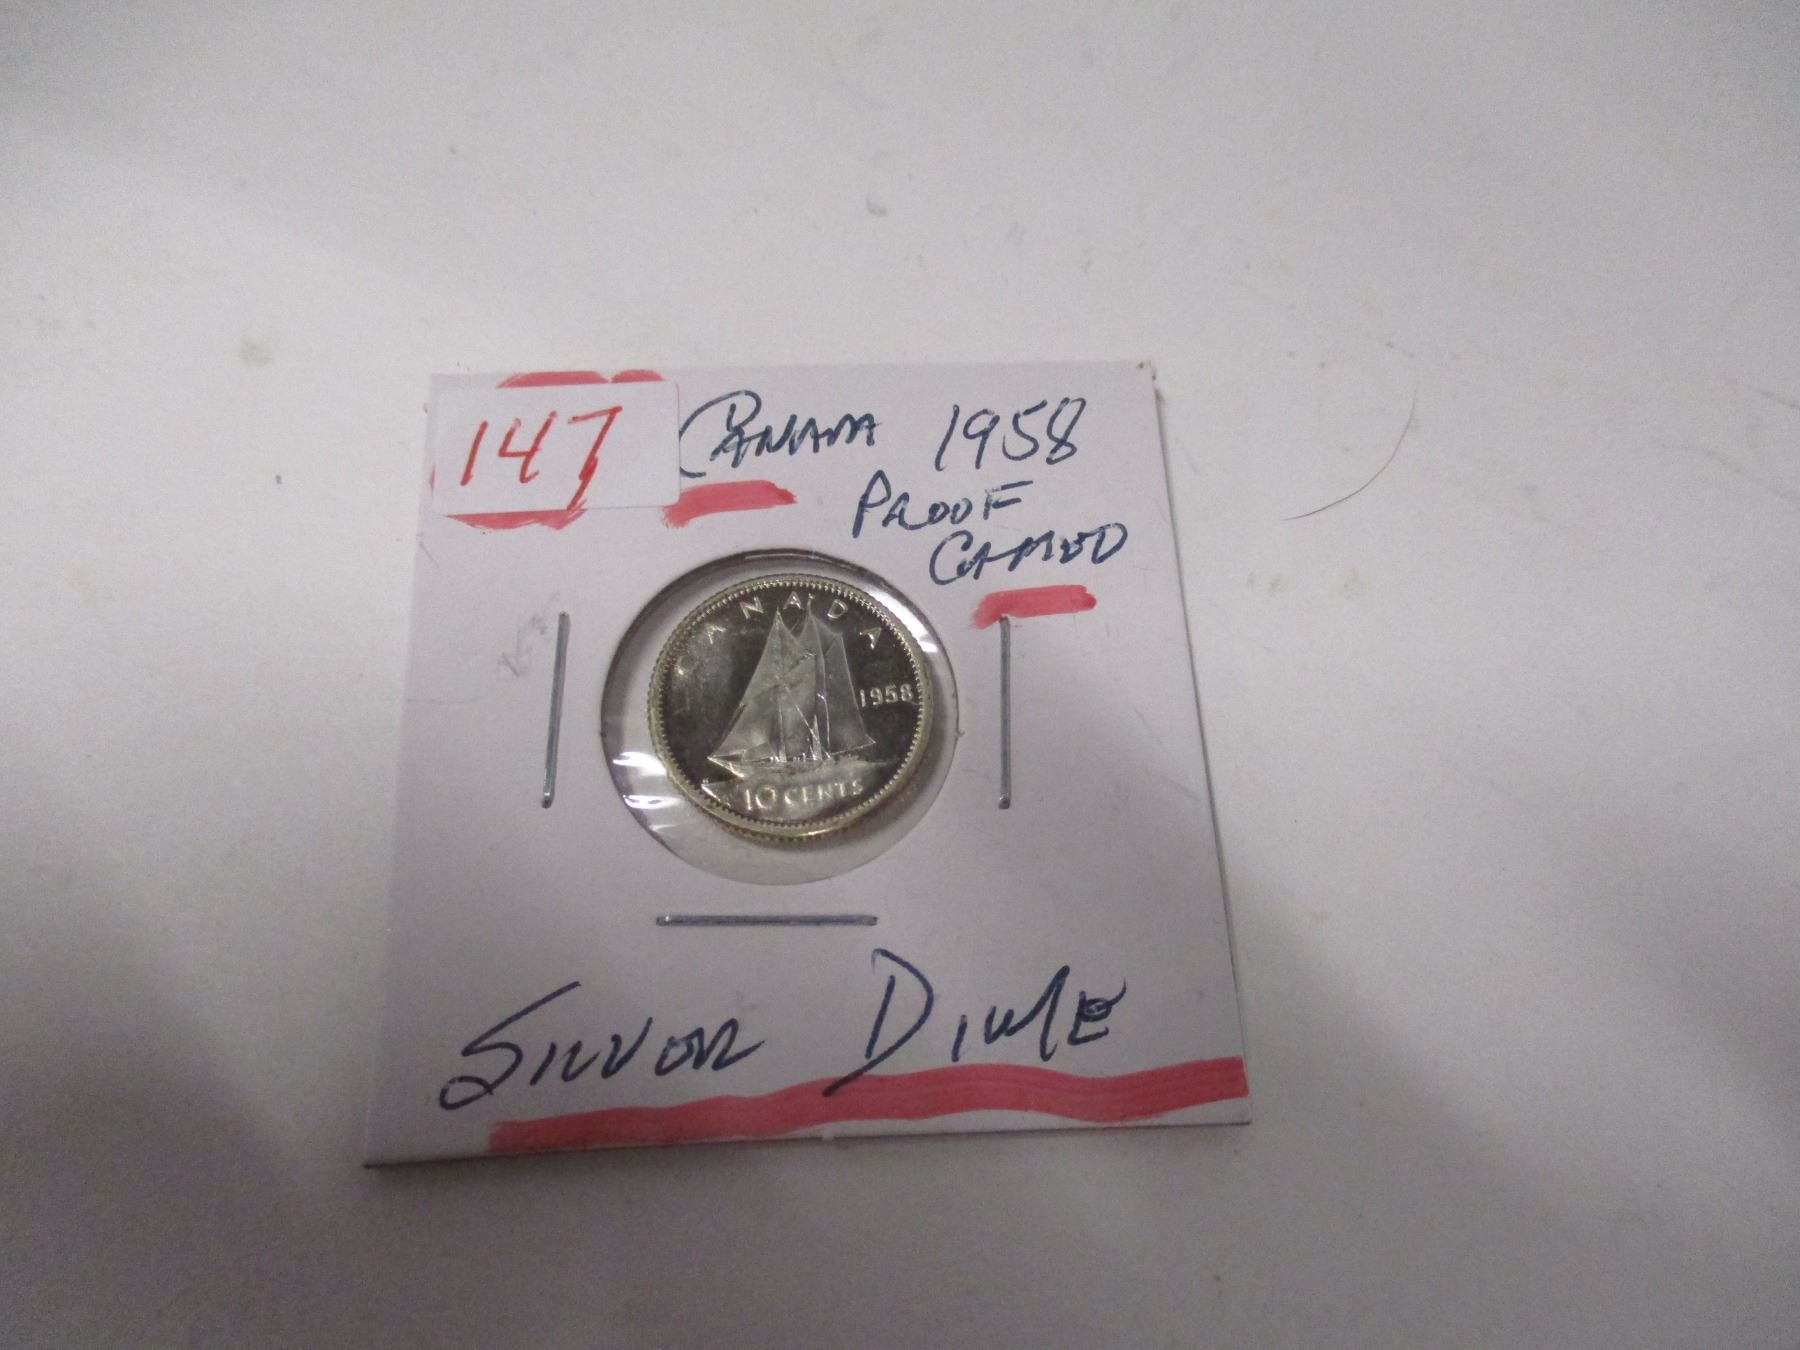 147
CANADA 1958
PROOF
CAMEO
CANADA
1958
10 CENTS
SILVER DIME